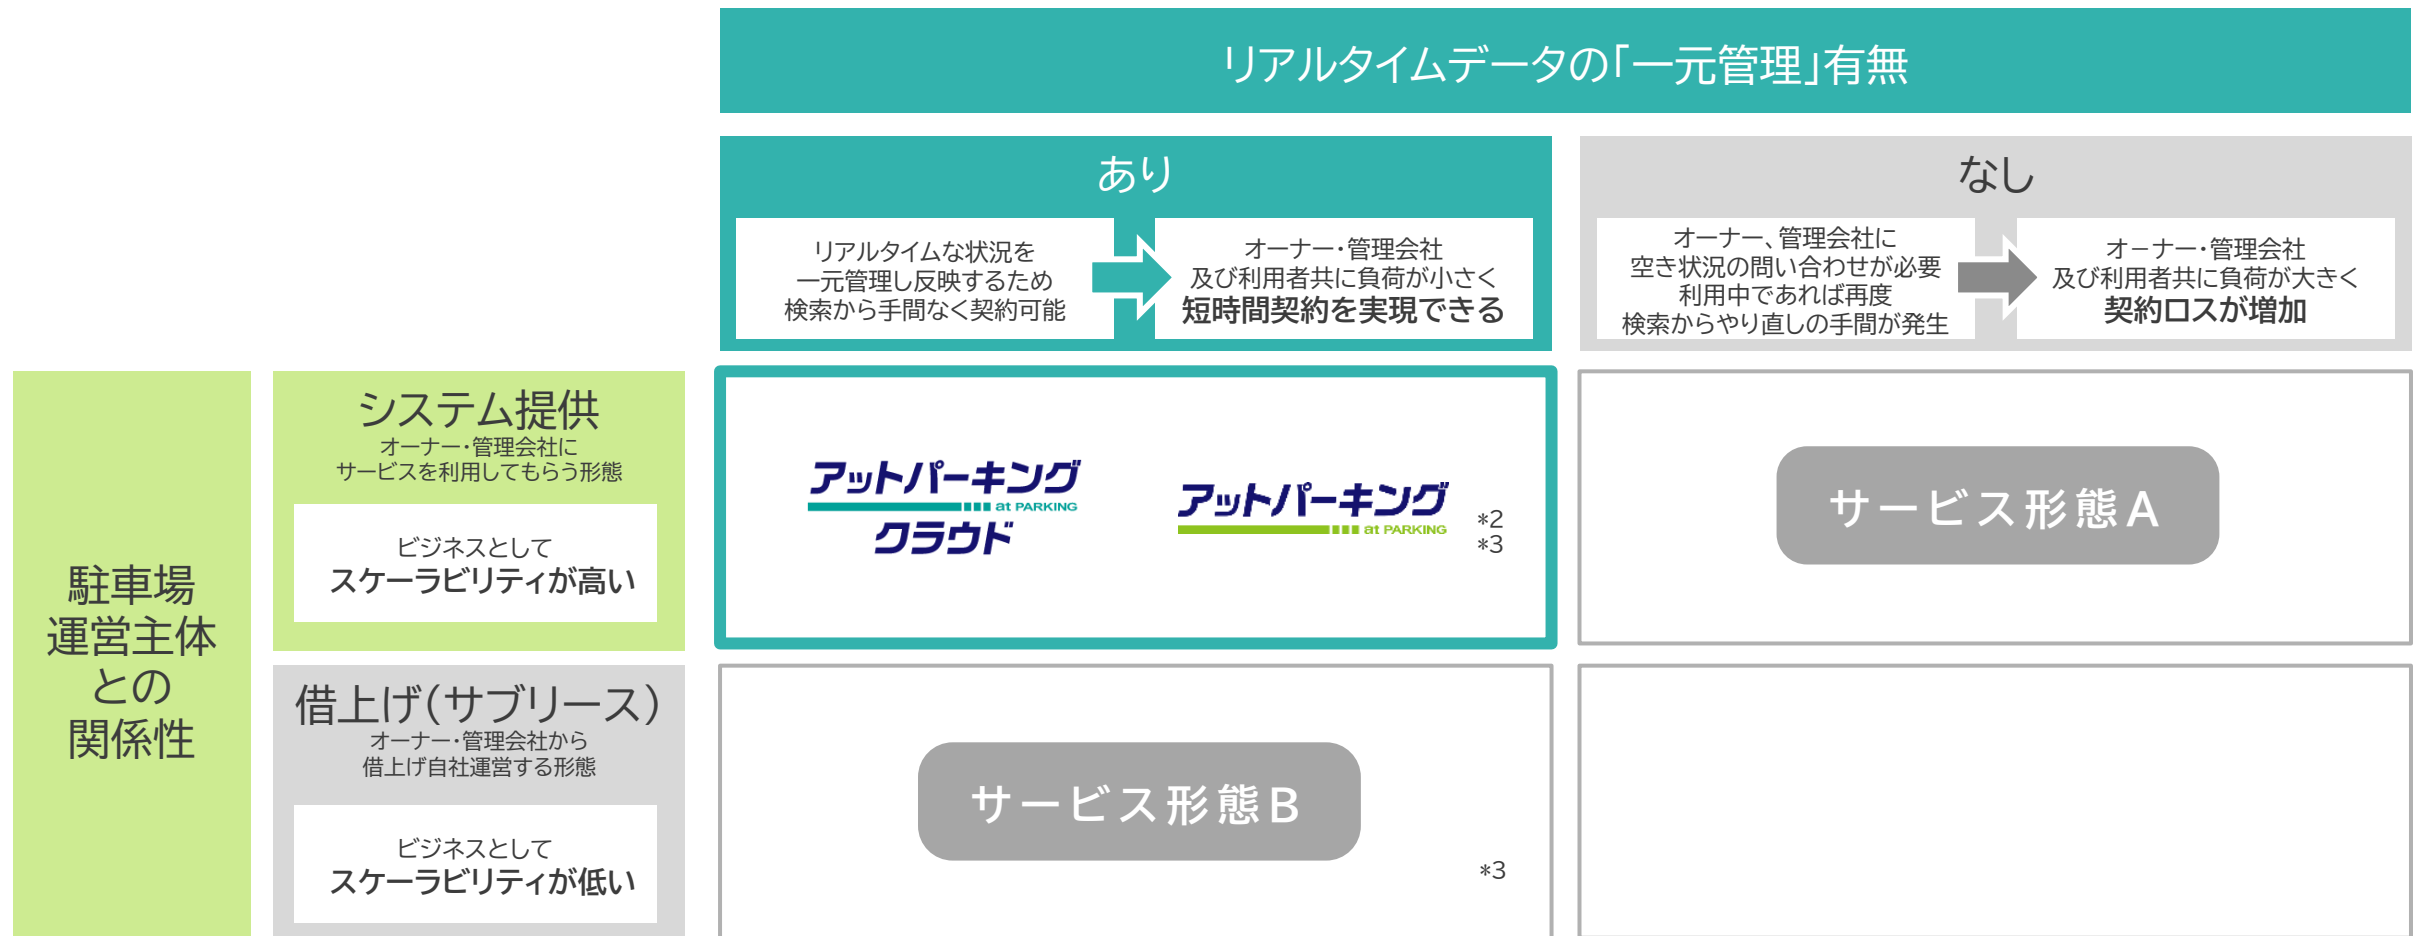 リアルタイムデータの「一元管理」有無
あり
リアルタイムな状況を
一元管理し反映するため
検索から手間なく契約可能
オーナー・管理会社
及び利用者共に負荷が小さく
短時間契約を実現できる
なし
オーナー、管理会社に
空き状況の問い合わせが必要
利用中であれば再度
検索からやり直しの手間が発生
オーナー・管理会社
及び利用者共に負荷が大きく
契約ロスが増加
駐車場
運営主体
との
関係性
システム提供
オーナー・管理会社に
サービスを利用してもらう形態
ビジネスとして
スケーラビリティが高い
アットパーキング
at PARKING
クラウド
アットパーキング
at PARKING
*2
*3
サービス形態A
借上げ(サブリース)
オーナー・管理会社から
借上げ自社運営する形態
ビジネスとして
スケーラビリティが低い
サービス形態B
*3